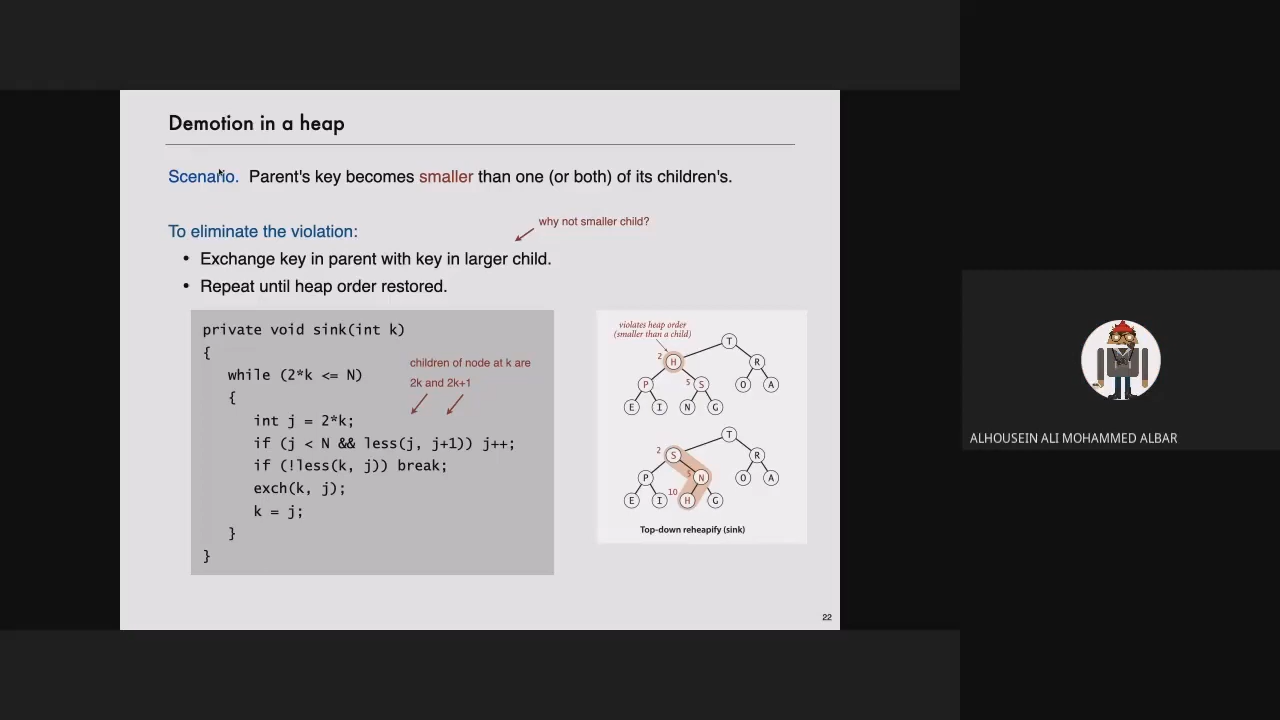 Demotion in a heap
Scenario. Parent's key becomes smaller than one (or both) of its children's.
why not smaller child?
To eliminate the violation:
• Exchange key in parent with key in larger child.
• Repeat until heap order restored.
private void sink(int k)
{
while (2*k <= N)
{
int j = 2*k;
if (j < N && less(j, j+1)) j++;
if (!less(k, j)) break;
exch(k, j);
k = j;
}
}
children of node at k are
2k and 2k+1
violates heap order
(smaller than a child)
T
2 H R
P 5 S O A
E I N G
T
2 S R
P 5 N O A
E I 10 H G
Top-down reheapify (sink)
22
ALHOUSEIN ALI MOHAMMED ALBAR